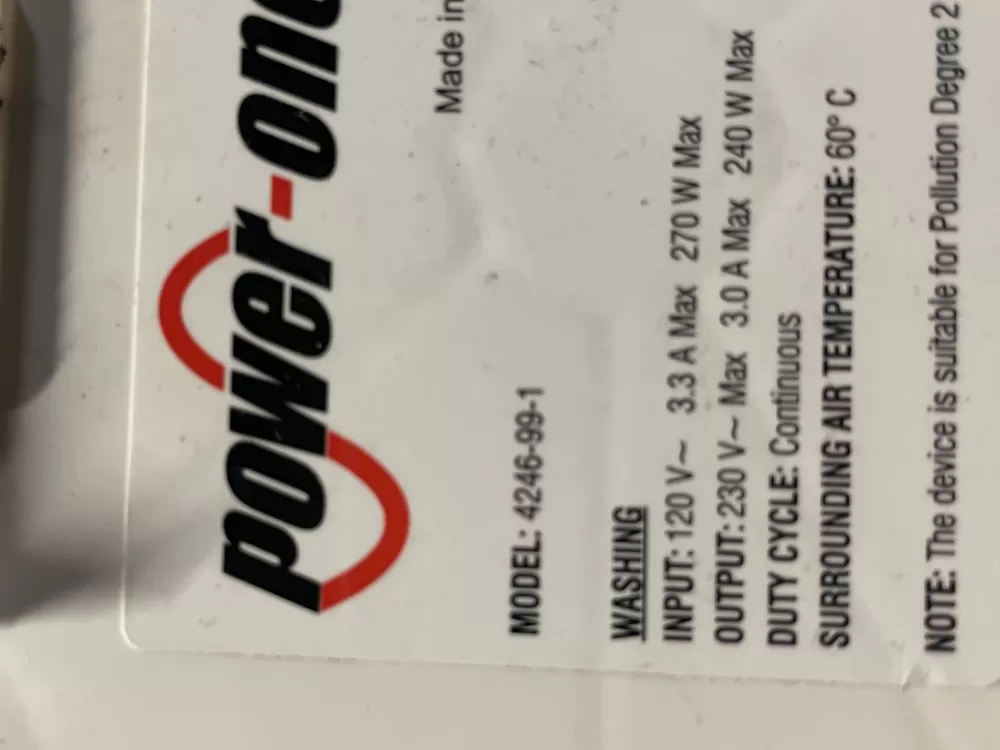 power-one
Made in
MODEL: 4246-99-1
WASHING
INPUT: 120 V~ 3.3 A Max 270 W Max
OUTPUT: 230 V~ Max 3.0 A Max 240 W Max
DUTY CYCLE: Continuous
SURROUNDING AIR TEMPERATURE: 60° C
NOTE: The device is suitable for Pollution Degree 2